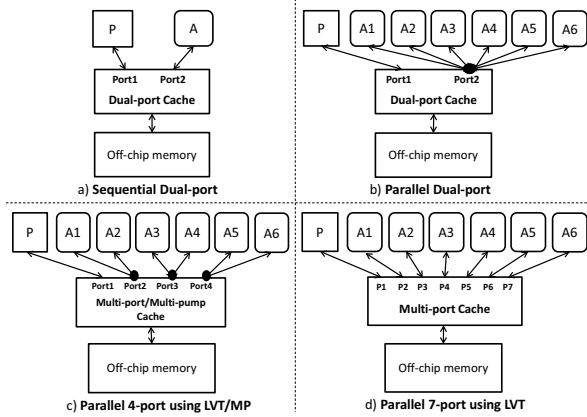 P
A
Port1 Port2
Dual-port Cache
Off-chip memory
a) Sequential Dual-port
P A1 A2 A3 A4 A5 A6
Port1 Port2
Dual-port Cache
Off-chip memory
b) Parallel Dual-port
P A1 A2 A3 A4 A5 A6
Port1 Port2 Port3 Port4
Multi-port/Multi-pump
Cache
Off-chip memory
c) Parallel 4-port using LVT/MP
P A1 A2 A3 A4 A5 A6
P1 P2 P3 P4 P5 P6 P7
Multi-port Cache
Off-chip memory
d) Parallel 7-port using LVT